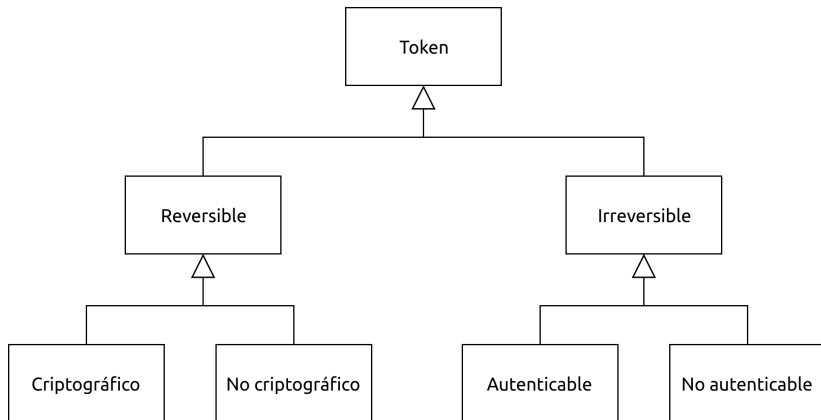 Token
Reversible
Irreversible
Criptográfico
No criptográfico
Autenticable
No autenticable